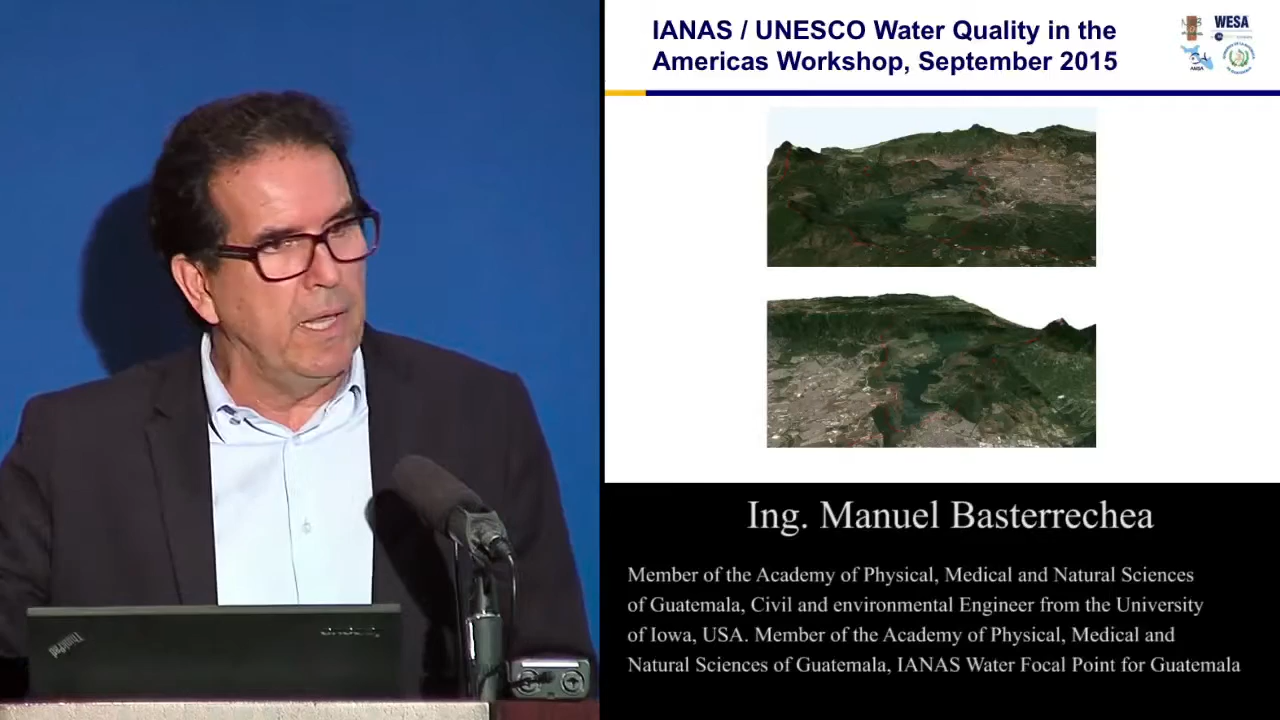 IANAS / UNESCO Water Quality in the
Americas Workshop, September 2015
WESA
AMSA
Ing. Manuel Basterrechea
Member of the Academy of Physical, Medical and Natural Sciences
of Guatemala, Civil and environmental Engineer from the University
of Iowa, USA. Member of the Academy of Physical, Medical and
Natural Sciences of Guatemala, IANAS Water Focal Point for Guatemala
ThinkPad